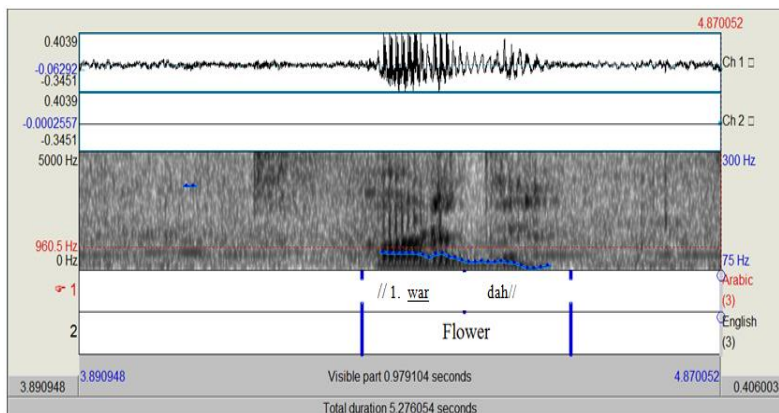 4.870052
0.4039
-0.06292
-0.3451
Ch 1
0.4039
-0.0002557
-0.3451
Ch 2
5000 Hz
300 Hz
960.5 Hz
0 Hz
75 Hz
1
// 1. war dah//
Arabic
(3)
2
Flower
English
(3)
3.890948
3.890948
Visible part 0.979104 seconds
4.870052
0.406003
Total duration 5.276054 seconds